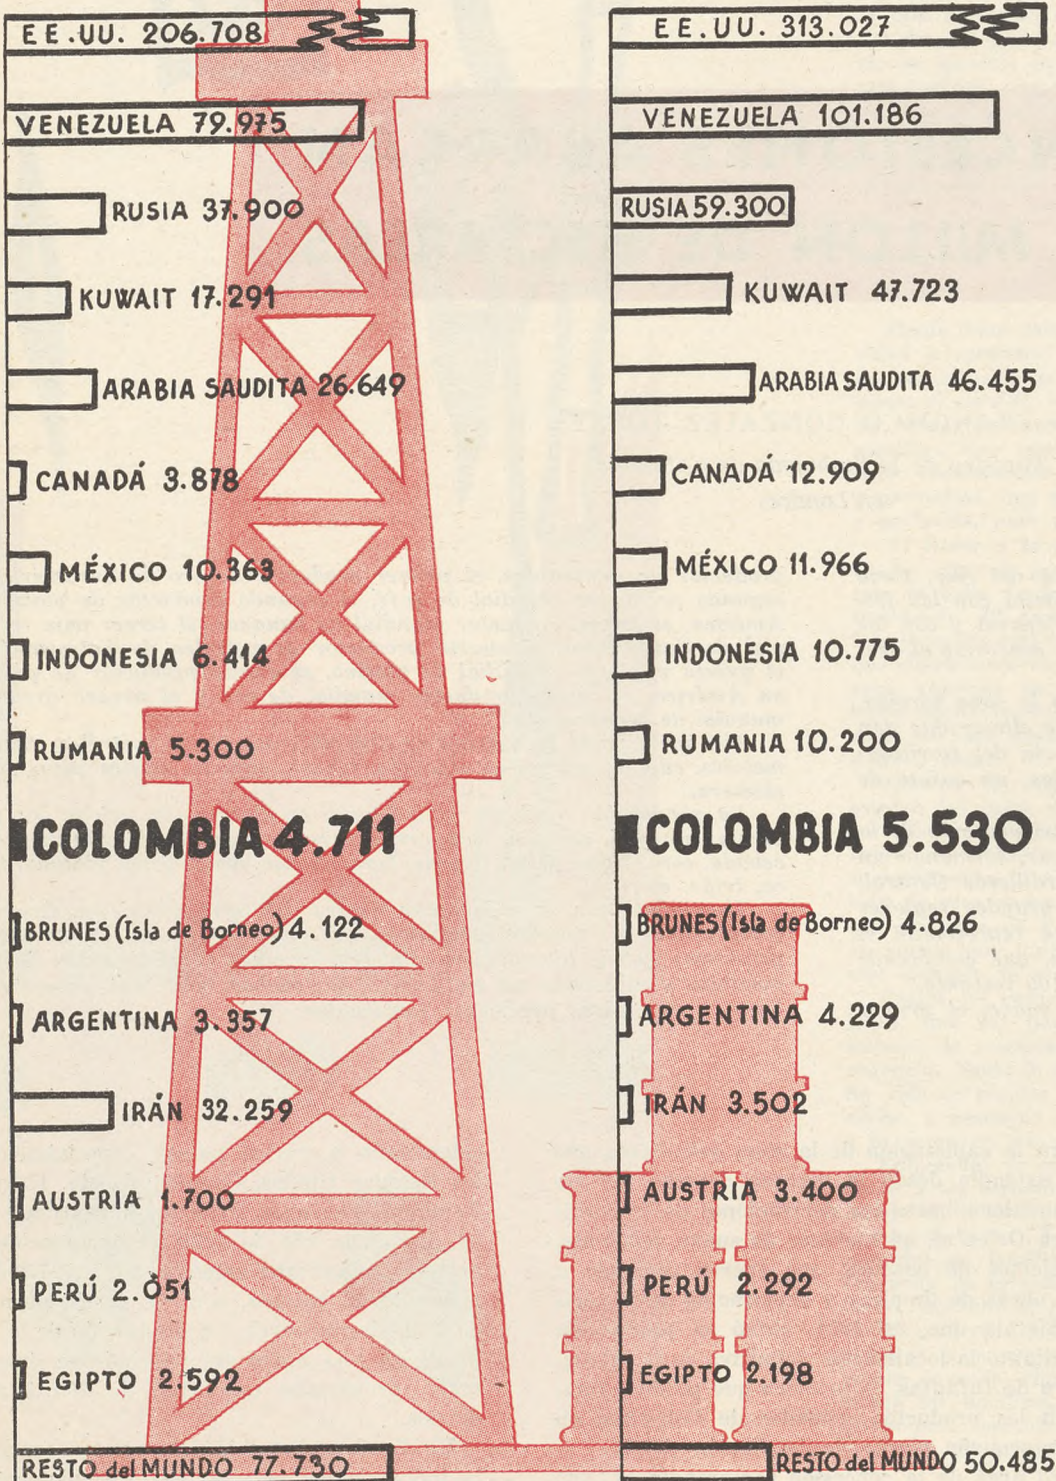 EE.UU. 206.708
VENEZUELA 79.975
RUSIA 37.900
KUWAIT 17.291
ARABIA SAUDITA 26.649
CANADÁ 3.878
MÉXICO 10.363
INDONESIA 6.414
RUMANIA 5.300
COLOMBIA 4.711
BRUNES (Isla de Borneo) 4.122
ARGENTINA 3.357
IRÁN 32.259
AUSTRIA 1.700
PERÚ 2.051
EGIPTO 2.592
RESTO del MUNDO 77.730
EE.UU. 313.027
VENEZUELA 101.186
RUSIA 59.300
KUWAIT 47.723
ARABIA SAUDITA 46.455
CANADÁ 12.909
MÉXICO 11.966
INDONESIA 10.775
RUMANIA 10.200
COLOMBIA 5.530
BRUNES (Isla de Borneo) 4.826
ARGENTINA 4.229
IRÁN 3.502
AUSTRIA 3.400
PERÚ 2.292
EGIPTO 2.198
RESTO del MUNDO 50.485